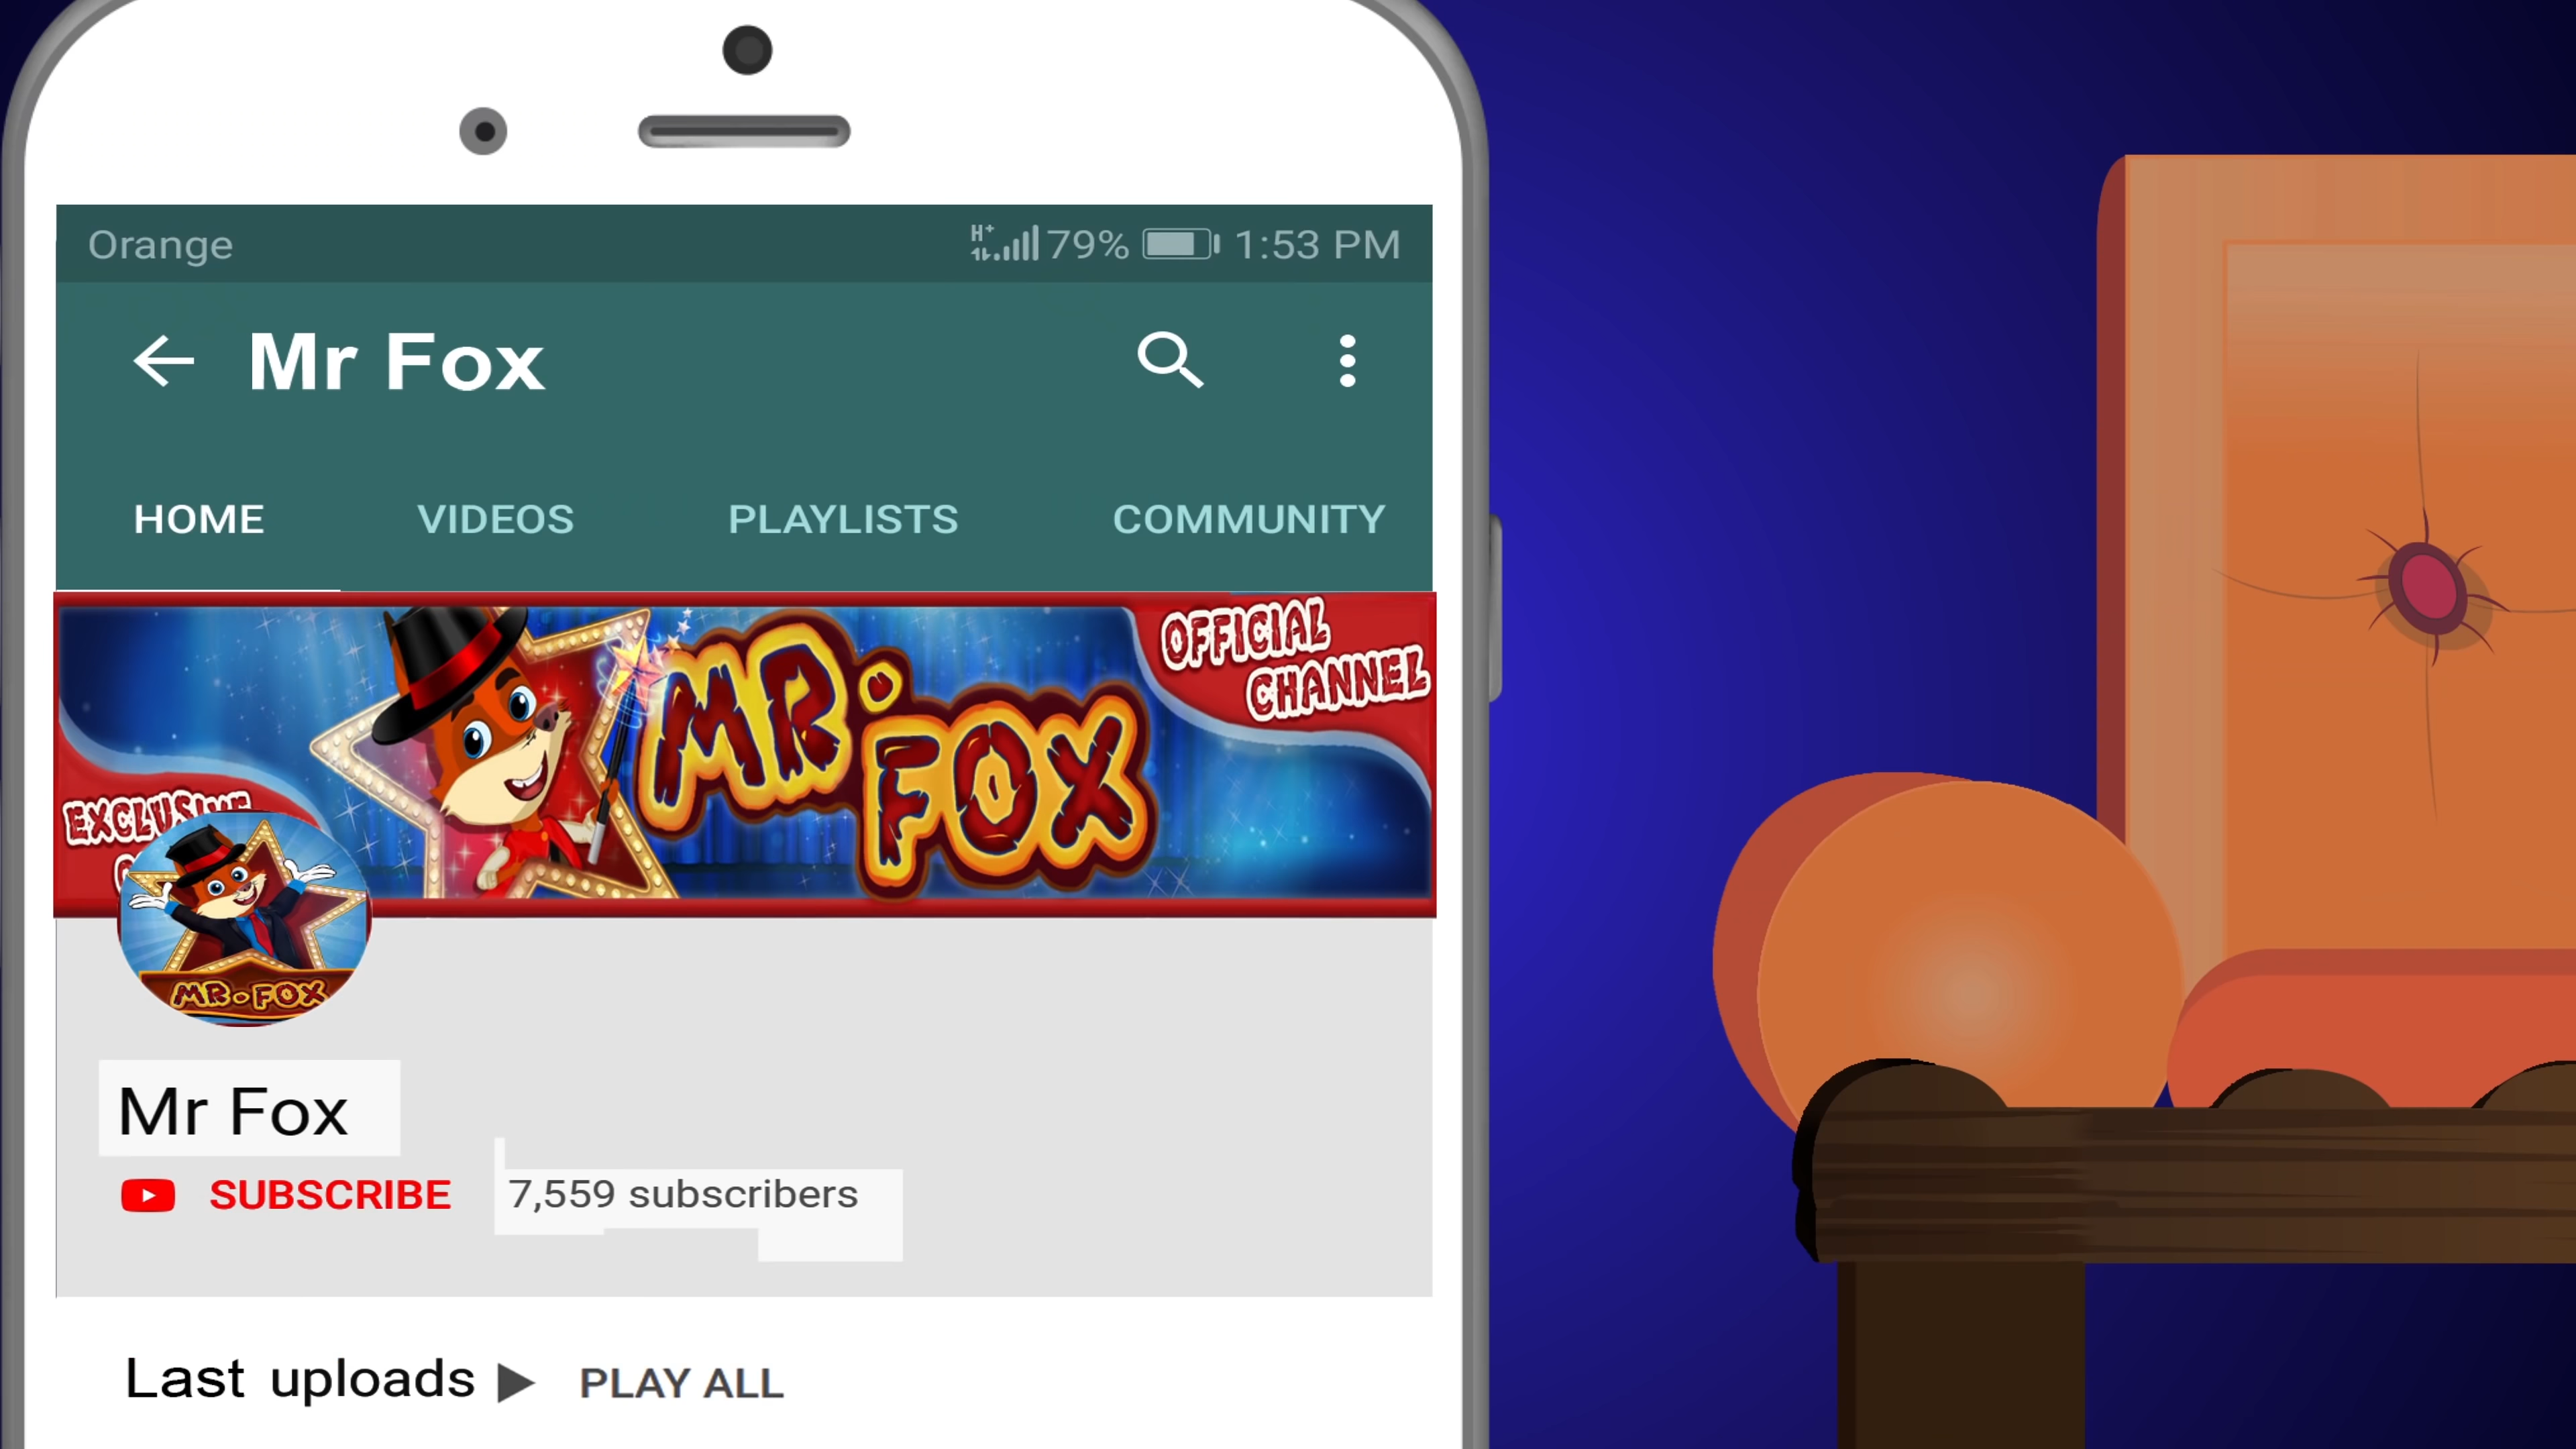 Orange H+ 79% 1:53 PM
Mr Fox
HOME VIDEOS PLAYLISTS COMMUNITY
OFFICIAL
CHANNEL
MR.
FOX
EXCLUSIVE
MR. FOX
Mr Fox
SUBSCRIBE 7,559 subscribers
Last uploads PLAY ALL